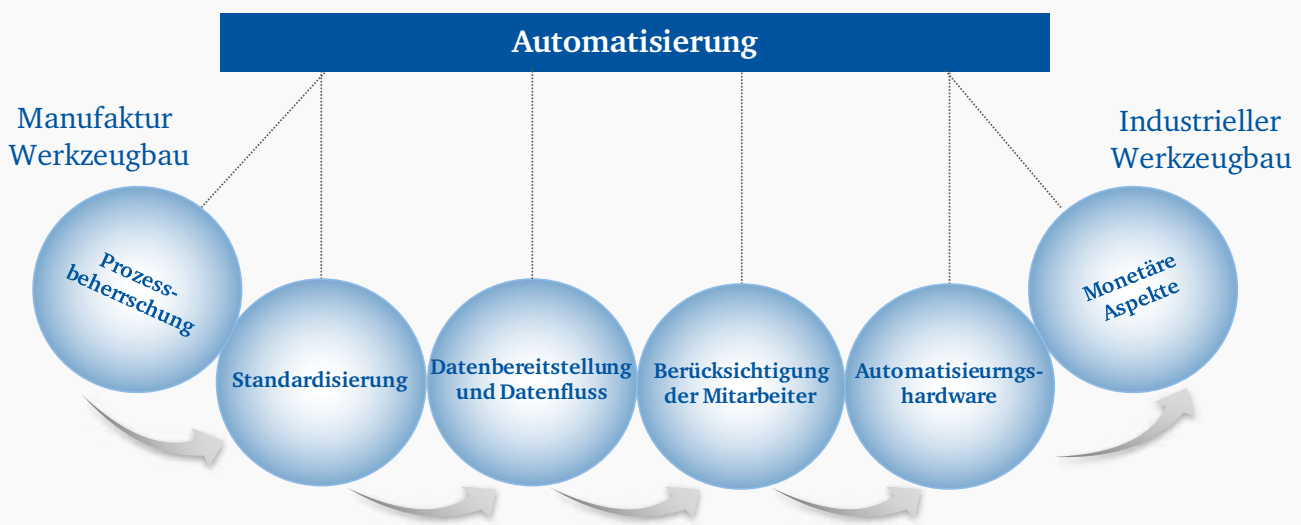 Automatisierung
Manufaktur
Werkzeugbau
Industrieller
Werkzeugbau
Prozess-
beherrschung
Standardisierung
Datenbereitstellung
und Datenfluss
Berücksichtigung
der Mitarbeiter
Automatisieurngs-
hardware
Monetäre
Aspekte